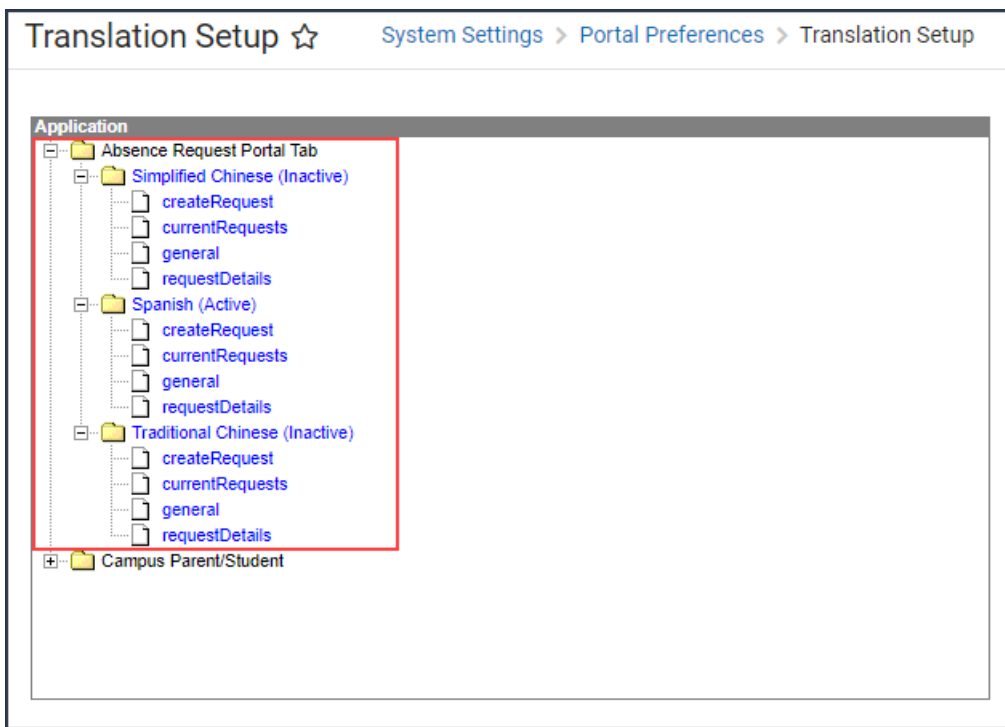 Translation Setup System Settings > Portal Preferences > Translation Setup
Application
Absence Request Portal Tab
Simplified Chinese (Inactive)
createRequest
currentRequests
general
requestDetails
Spanish (Active)
createRequest
currentRequests
general
requestDetails
Traditional Chinese (Inactive)
createRequest
currentRequests
general
requestDetails
Campus Parent/Student